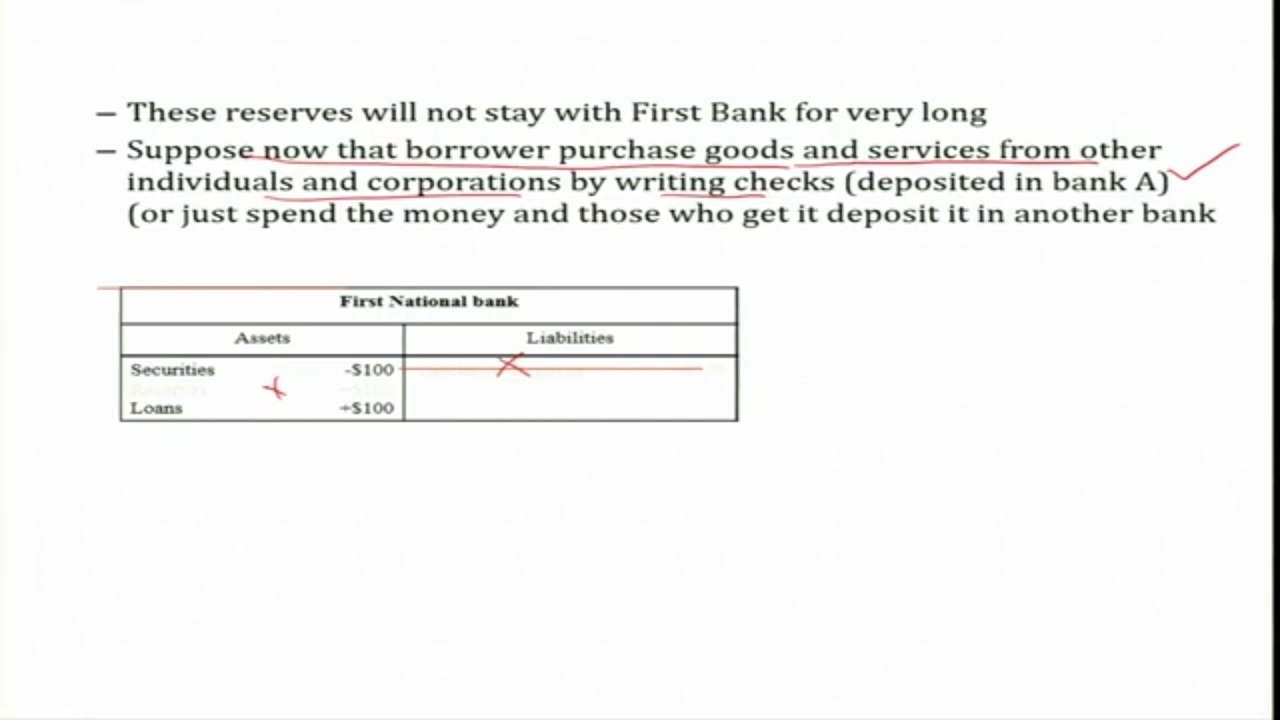 – These reserves will not stay with First Bank for very long
– Suppose now that borrower purchase goods and services from other
individuals and corporations by writing checks (deposited in bank A)
(or just spend the money and those who get it deposit it in another bank
First National bank
Assets Liabilities
Securities -$100
Loans +$100